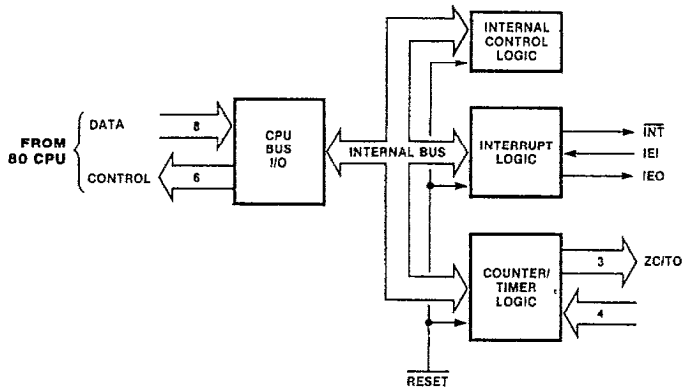 INTERNAL
CONTROL
LOGIC
FROM
80 CPU
DATA
8
CONTROL
6
CPU
BUS
I/O
INTERNAL BUS
INTERRUPT
LOGIC
INT
IEI
IEO
COUNTER/
TIMER
LOGIC
3
ZC/TO
4
RESET